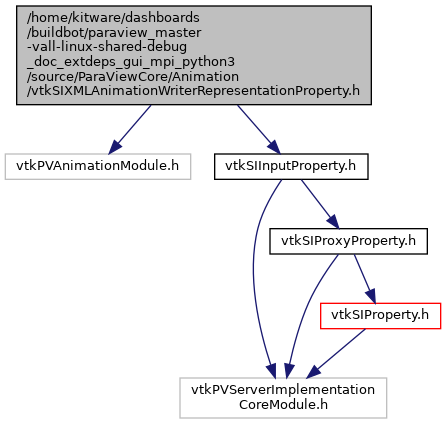 /home/kitware/dashboards
/buildbot/paraview_master
-vall-linux-shared-debug
_doc_extdeps_gui_mpi_python3
/source/ParaViewCore/Animation
/vtkSIXMLAnimationWriterRepresentationProperty.h
vtkPVAnimationModule.h
vtkSIInputProperty.h
vtkSIProxyProperty.h
vtkSIProperty.h
vtkPVServerImplementation
CoreModule.h